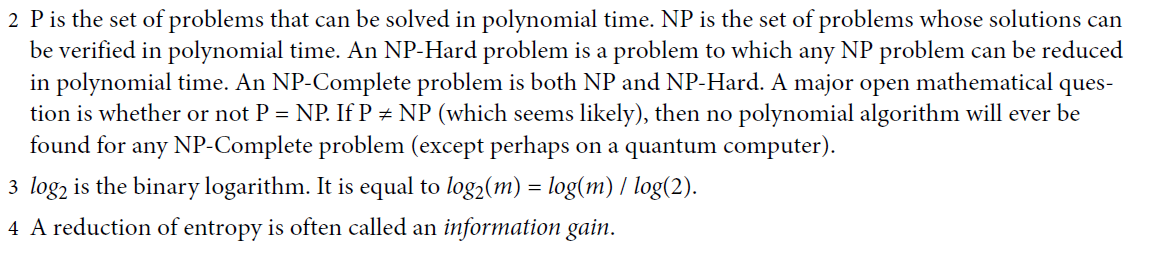 2 P is the set of problems that can be solved in polynomial time. NP is the set of problems whose solutions can
be verified in polynomial time. An NP-Hard problem is a problem to which any NP problem can be reduced
in polynomial time. An NP-Complete problem is both NP and NP-Hard. A major open mathematical ques-
tion is whether or not P = NP. If P ≠ NP (which seems likely), then no polynomial algorithm will ever be
found for any NP-Complete problem (except perhaps on a quantum computer).
3 log₂ is the binary logarithm. It is equal to log₂(m) = log(m) / log(2).
4 A reduction of entropy is often called an information gain.